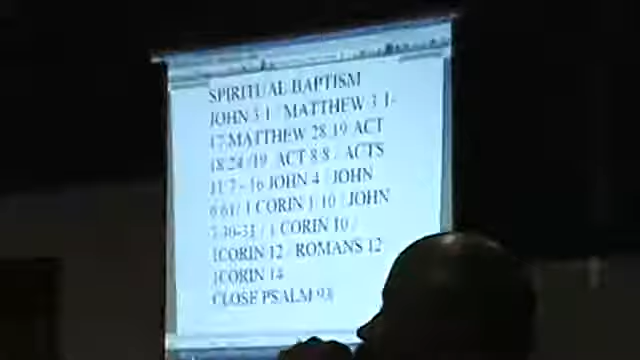 SPIRITUAL BAPTISM
JOHN 3 1 / MATTHEW 3 1-
17 MATTHEW 28 19 ACT
18:24 /19 ACT 8:8 / ACTS
11 7 - 16 JOHN 4 / JOHN
6 61/ 1 CORIN 1 10 / JOHN
7 30-31 / 1 CORIN 10 /
1CORIN 12 / ROMANS 12
1CORIN 14
CLOSE PSALM 93